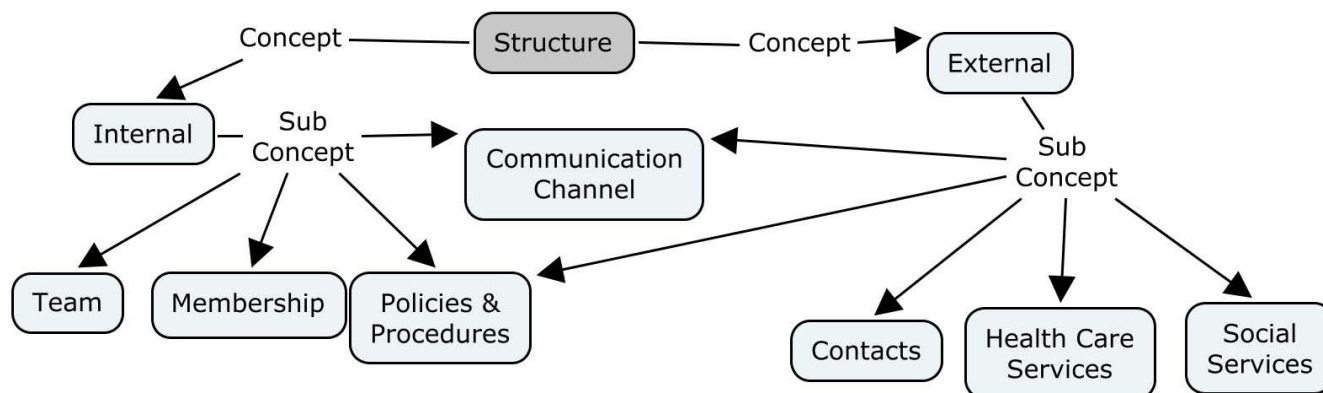 Concept
Structure
Concept
External
Internal
Sub
Concept
Communication
Channel
Sub
Concept
Team
Membership
Policies &
Procedures
Contacts
Health Care
Services
Social
Services